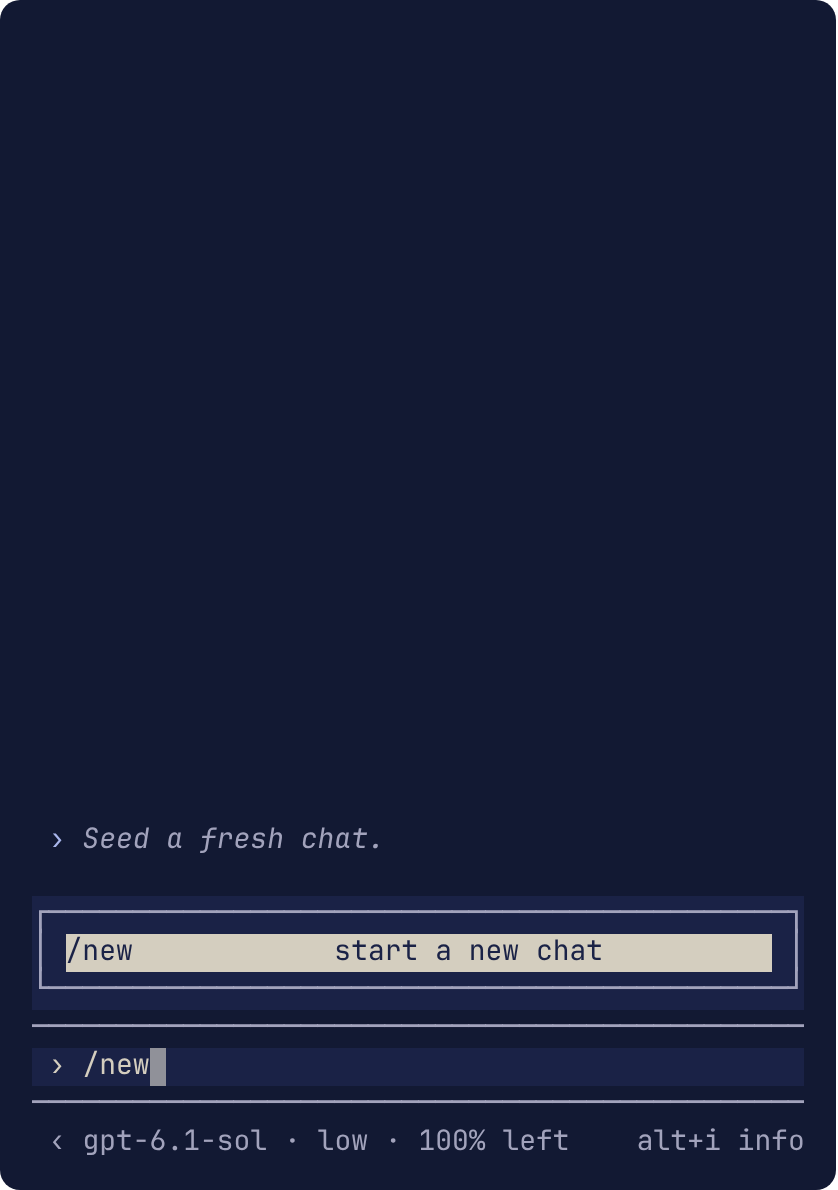 › Seed a fresh chat.
/new start a new chat
› /new
‹ gpt-6.1-sol · low · 100% left alt+i info